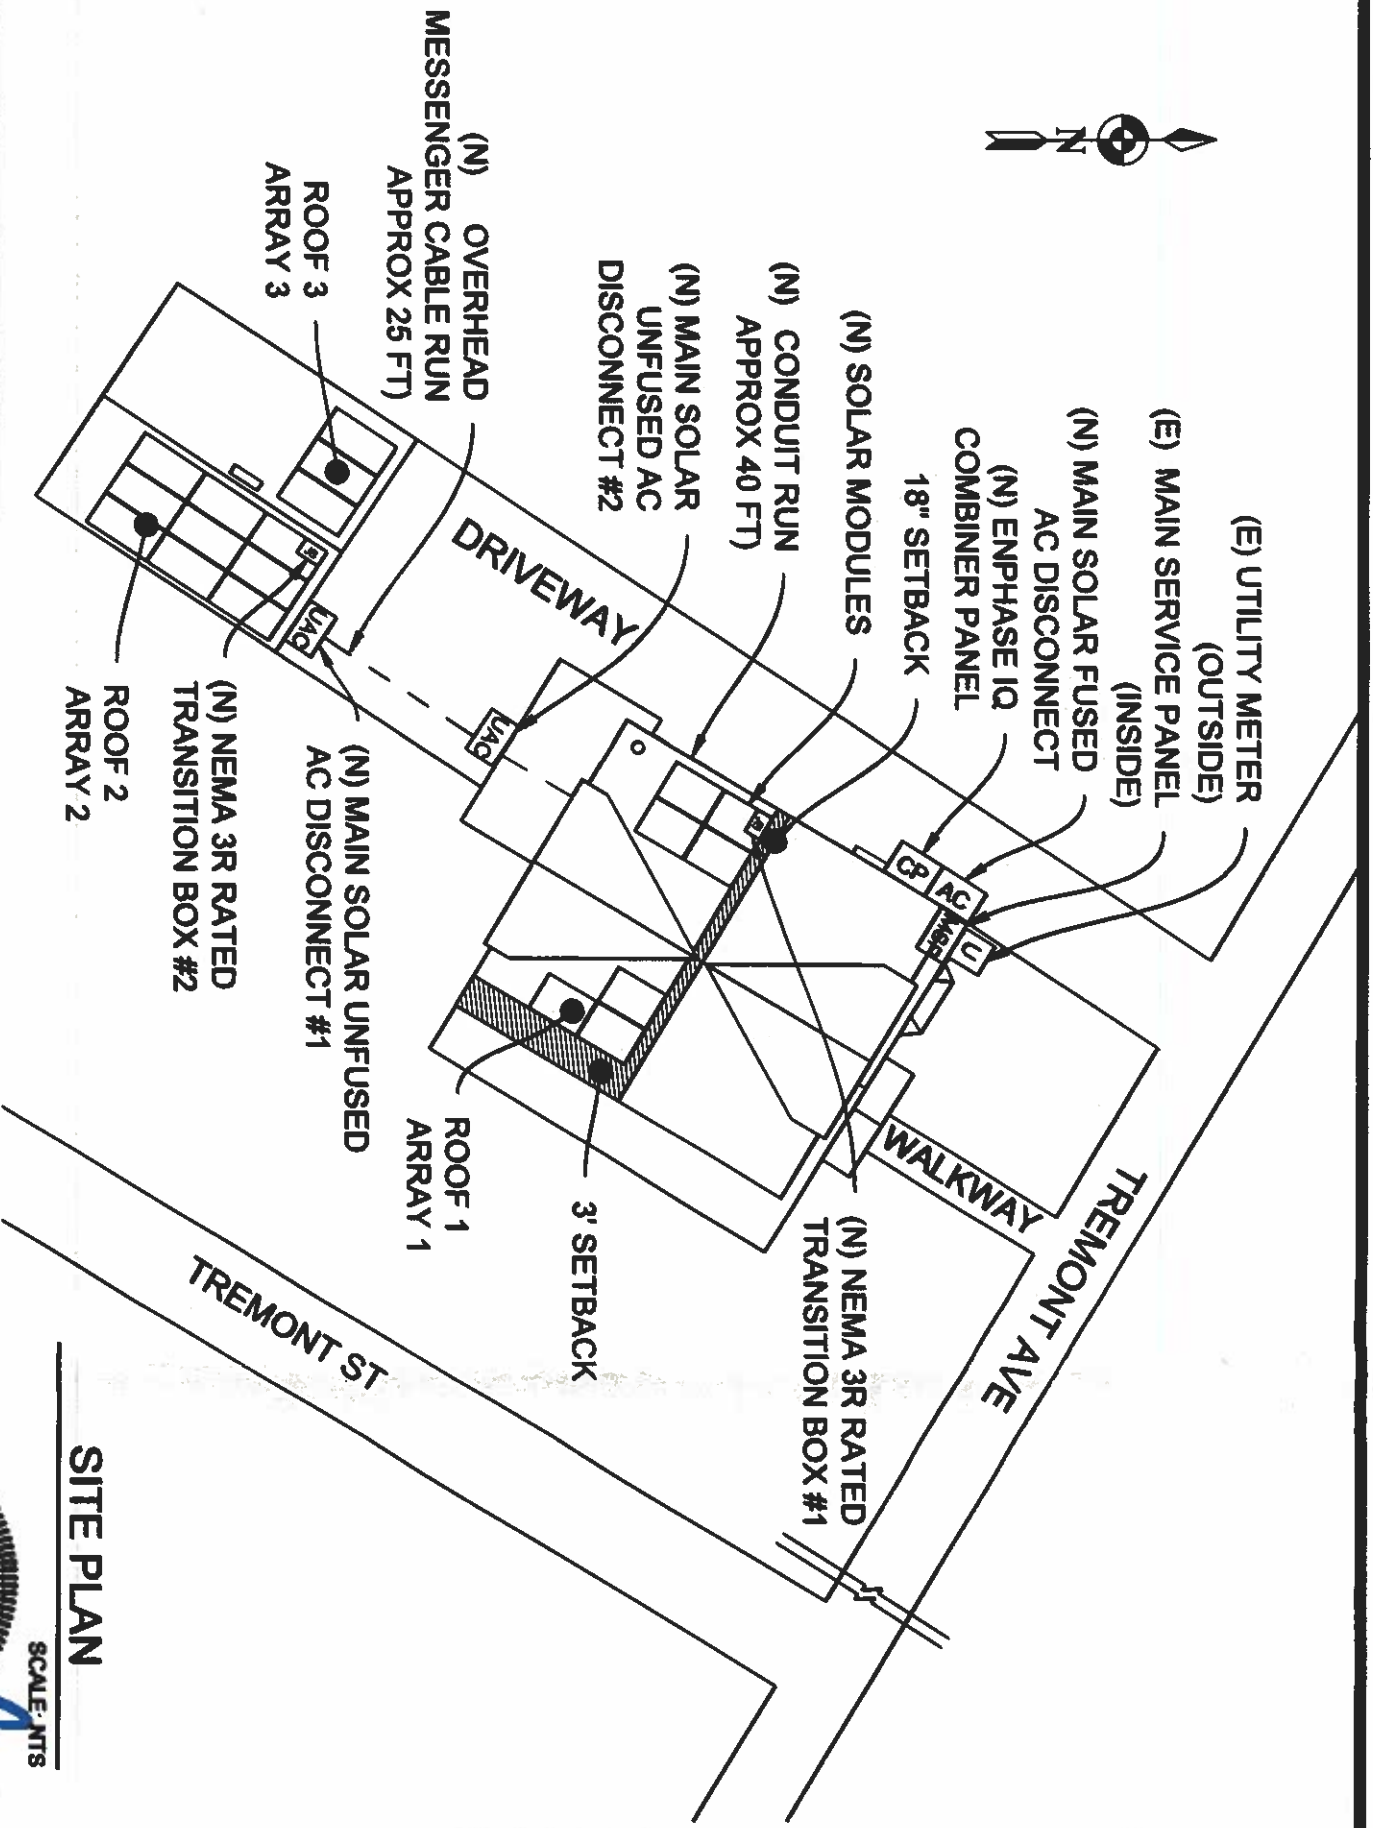 (E) UTILITY METER
(OUTSIDE)
(E) MAIN SERVICE PANEL
(INSIDE)
(N) MAIN SOLAR FUSED
AC DISCONNECT
(N) ENPHASE IQ
COMBINER PANEL
18" SETBACK
(N) SOLAR MODULES
(N) CONDUIT RUN
APPROX 40 FT)
(N) MAIN SOLAR
UNFUSED AC
DISCONNECT #2
(N) OVERHEAD
MESSENGER CABLE RUN
APPROX 25 FT)
ROOF 3
ARRAY 3
N
DRIVEWAY
CP
AC
U
UAC
UAC
WALKWAY
TREMONT AVE
(N) NEMA 3R RATED
TRANSITION BOX #1
3' SETBACK
ROOF 1
ARRAY 1
(N) MAIN SOLAR UNFUSED
AC DISCONNECT #1
(N) NEMA 3R RATED
TRANSITION BOX #2
ROOF 2
ARRAY 2
TREMONT ST
SITE PLAN
SCALE: NTS